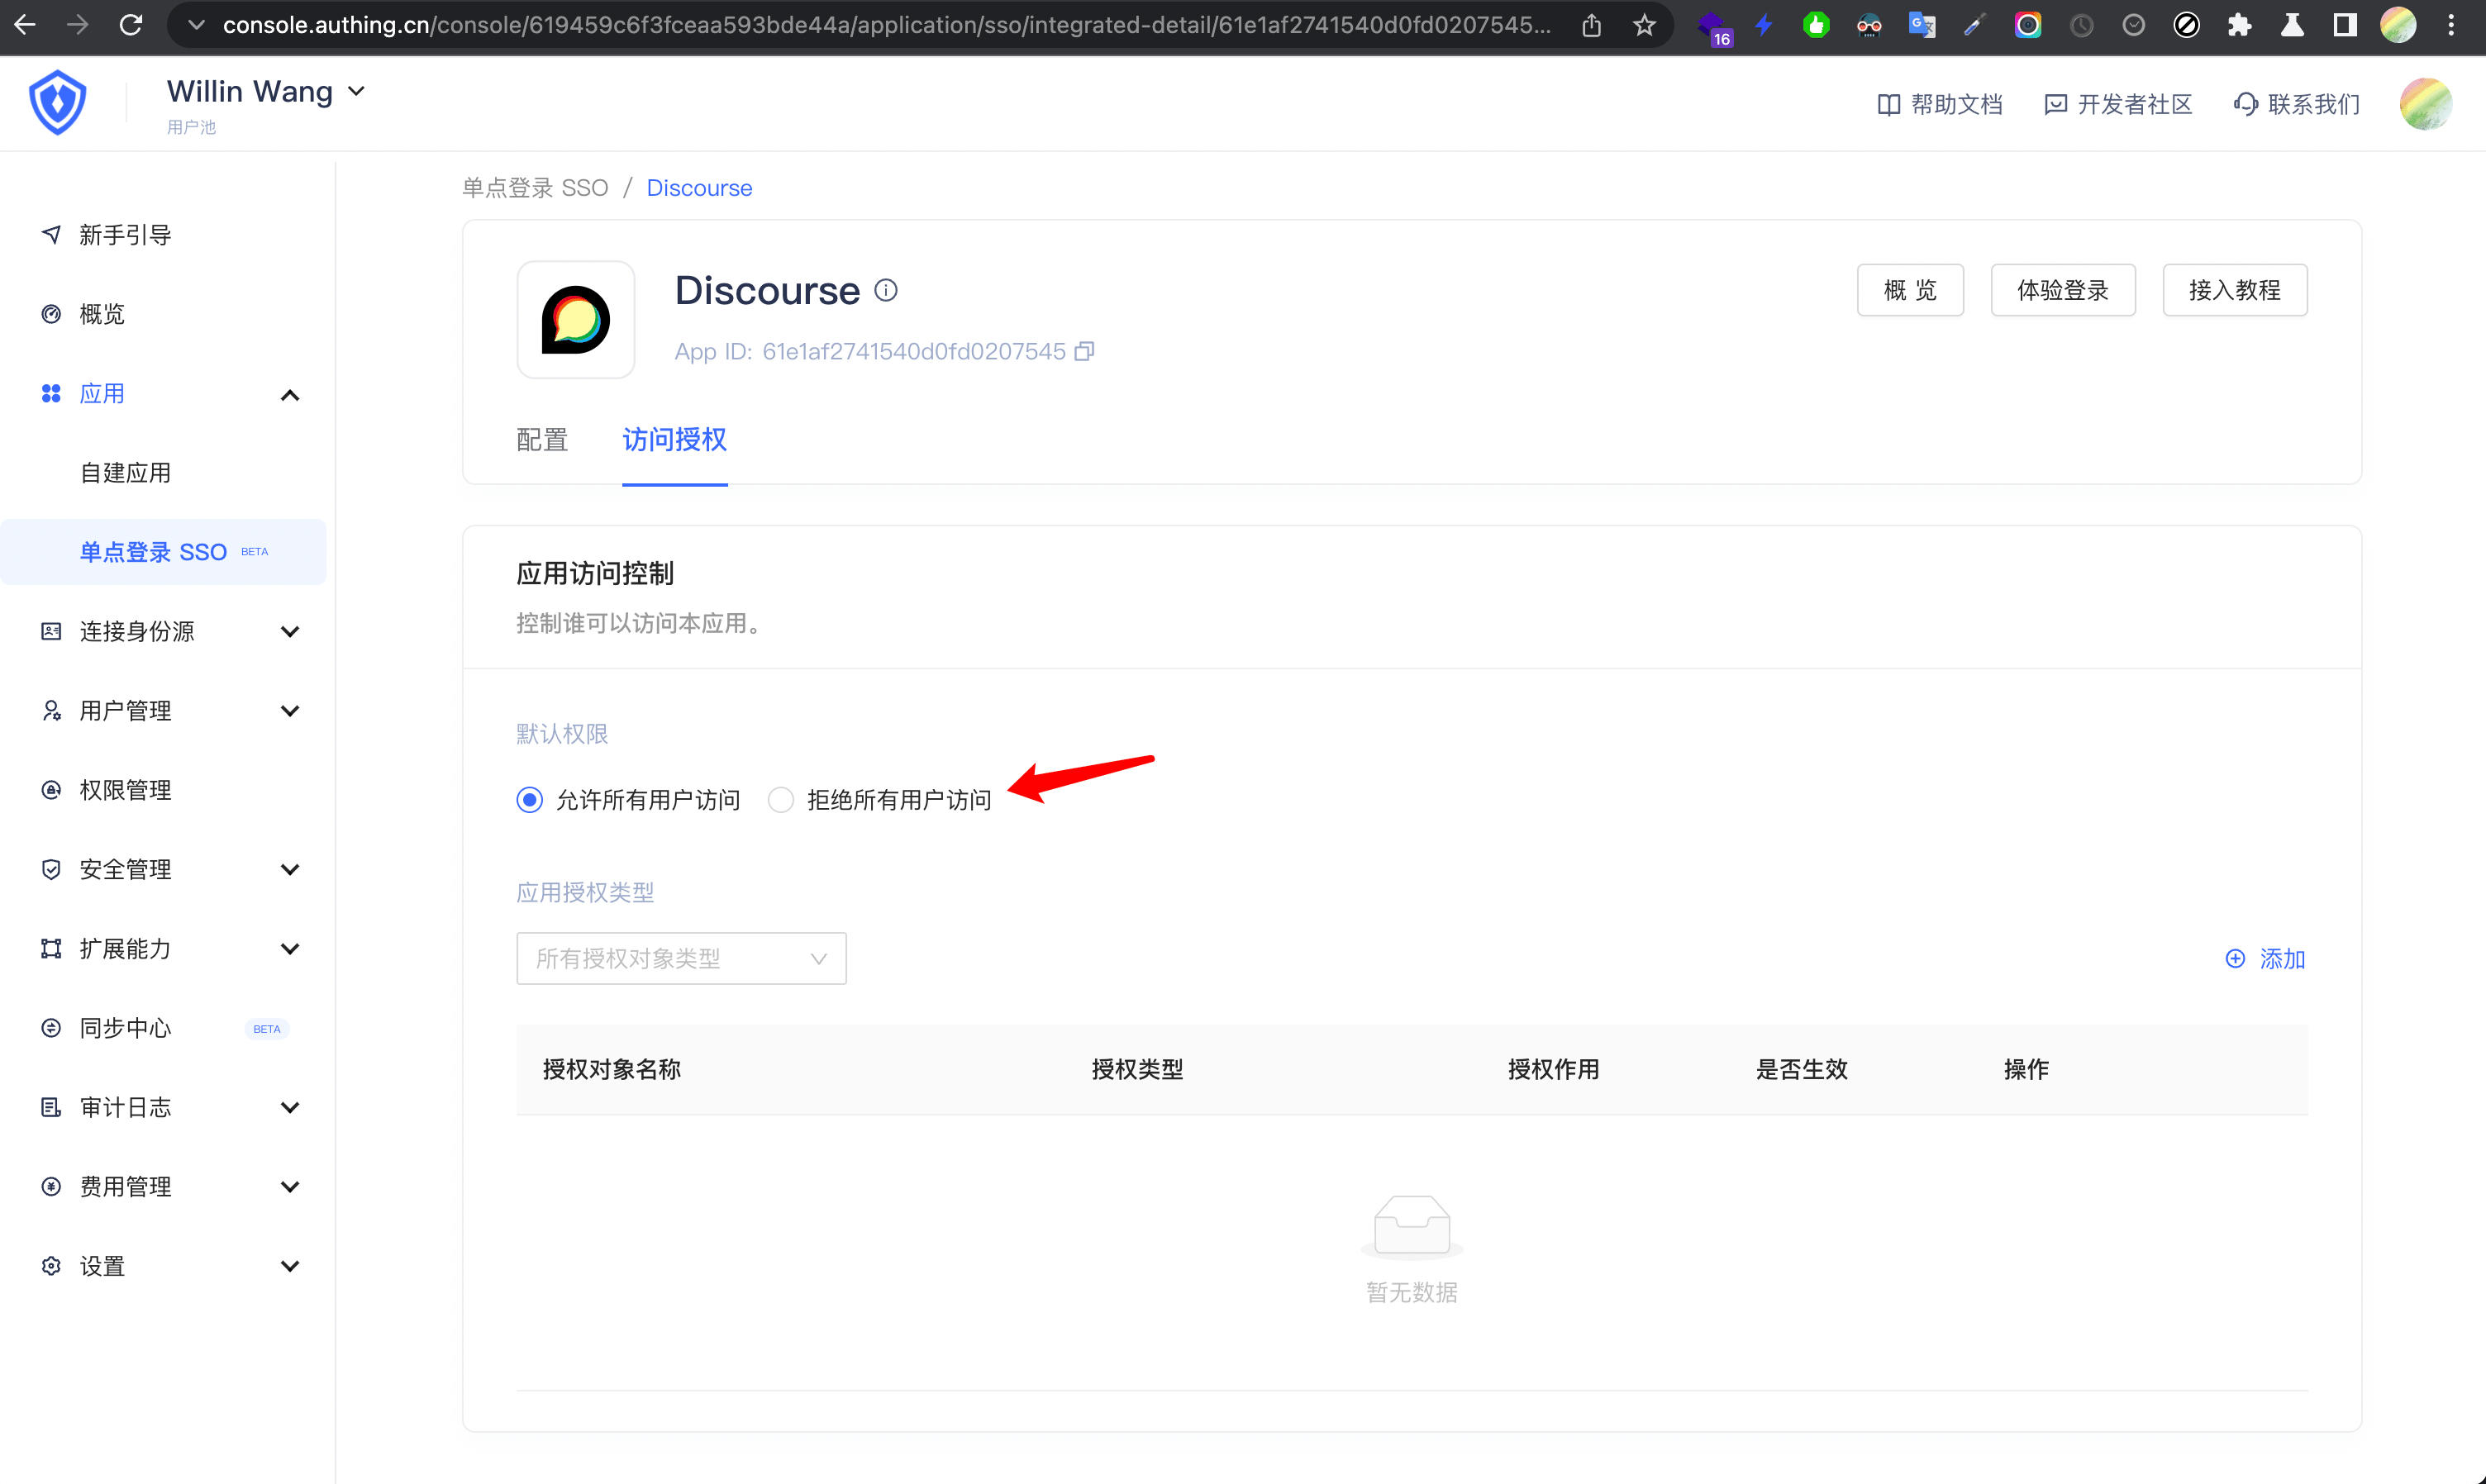 console.authing.cn/console/619459c6f3fceaa593bde44a/application/sso/integrated-detail/61e1af2741540d0fd0207545...
16
Willin Wang
用户池
帮助文档
开发者社区
联系我们
新手引导
概览
应用
自建应用
单点登录 SSO BETA
连接身份源
用户管理
权限管理
安全管理
扩展能力
同步中心 BETA
审计日志
费用管理
设置
单点登录 SSO / Discourse
Discourse
App ID: 61e1af2741540d0fd0207545
概 览
体验登录
接入教程
配置
访问授权
应用访问控制
控制谁可以访问本应用。
默认权限
允许所有用户访问
拒绝所有用户访问
应用授权类型
所有授权对象类型
添加
授权对象名称 授权类型 授权作用 是否生效 操作
暂无数据